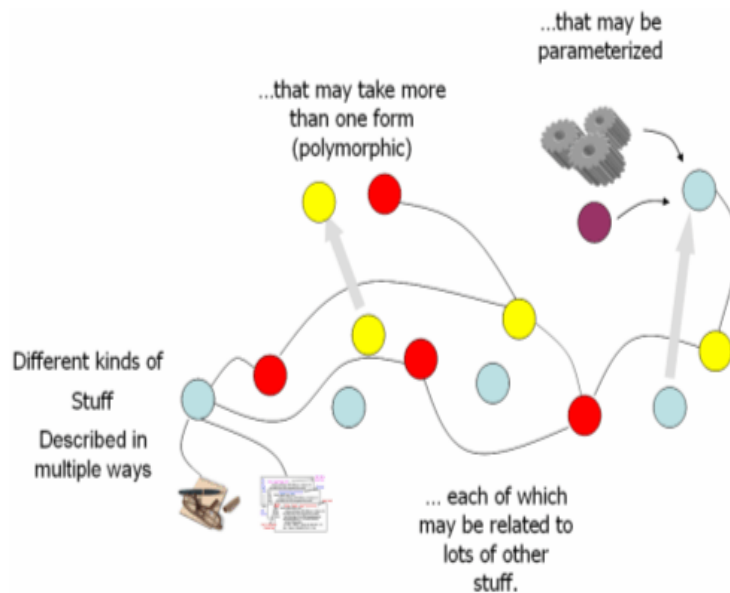 ...that may be
parameterized
...that may take more
than one form
(polymorphic)
Different kinds of
Stuff
Described in
multiple ways
... each of which
may be related to
lots of other
stuff.